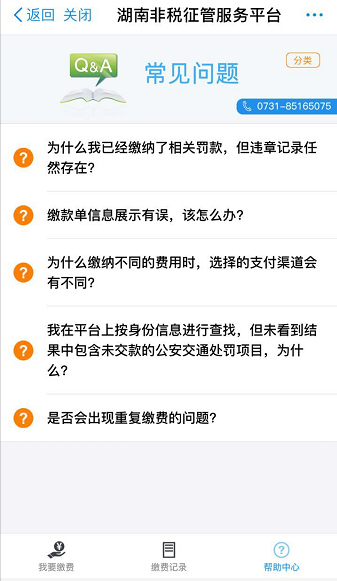 返回 关闭 湖南非税征管服务平台
Q&A 常见问题
分类
0731-85165075
为什么我已经缴纳了相关罚款，但违章记录任
然存在？
缴款单信息展示有误，该怎么办？
为什么缴纳不同的费用时，选择的支付渠道会
有不同？
我在平台上按身份信息进行查找，但未看到结
果中包含未交款的公安交通处罚项目，为什
么？
是否会出现重复缴费的问题？
我要缴费 缴费记录 帮助中心